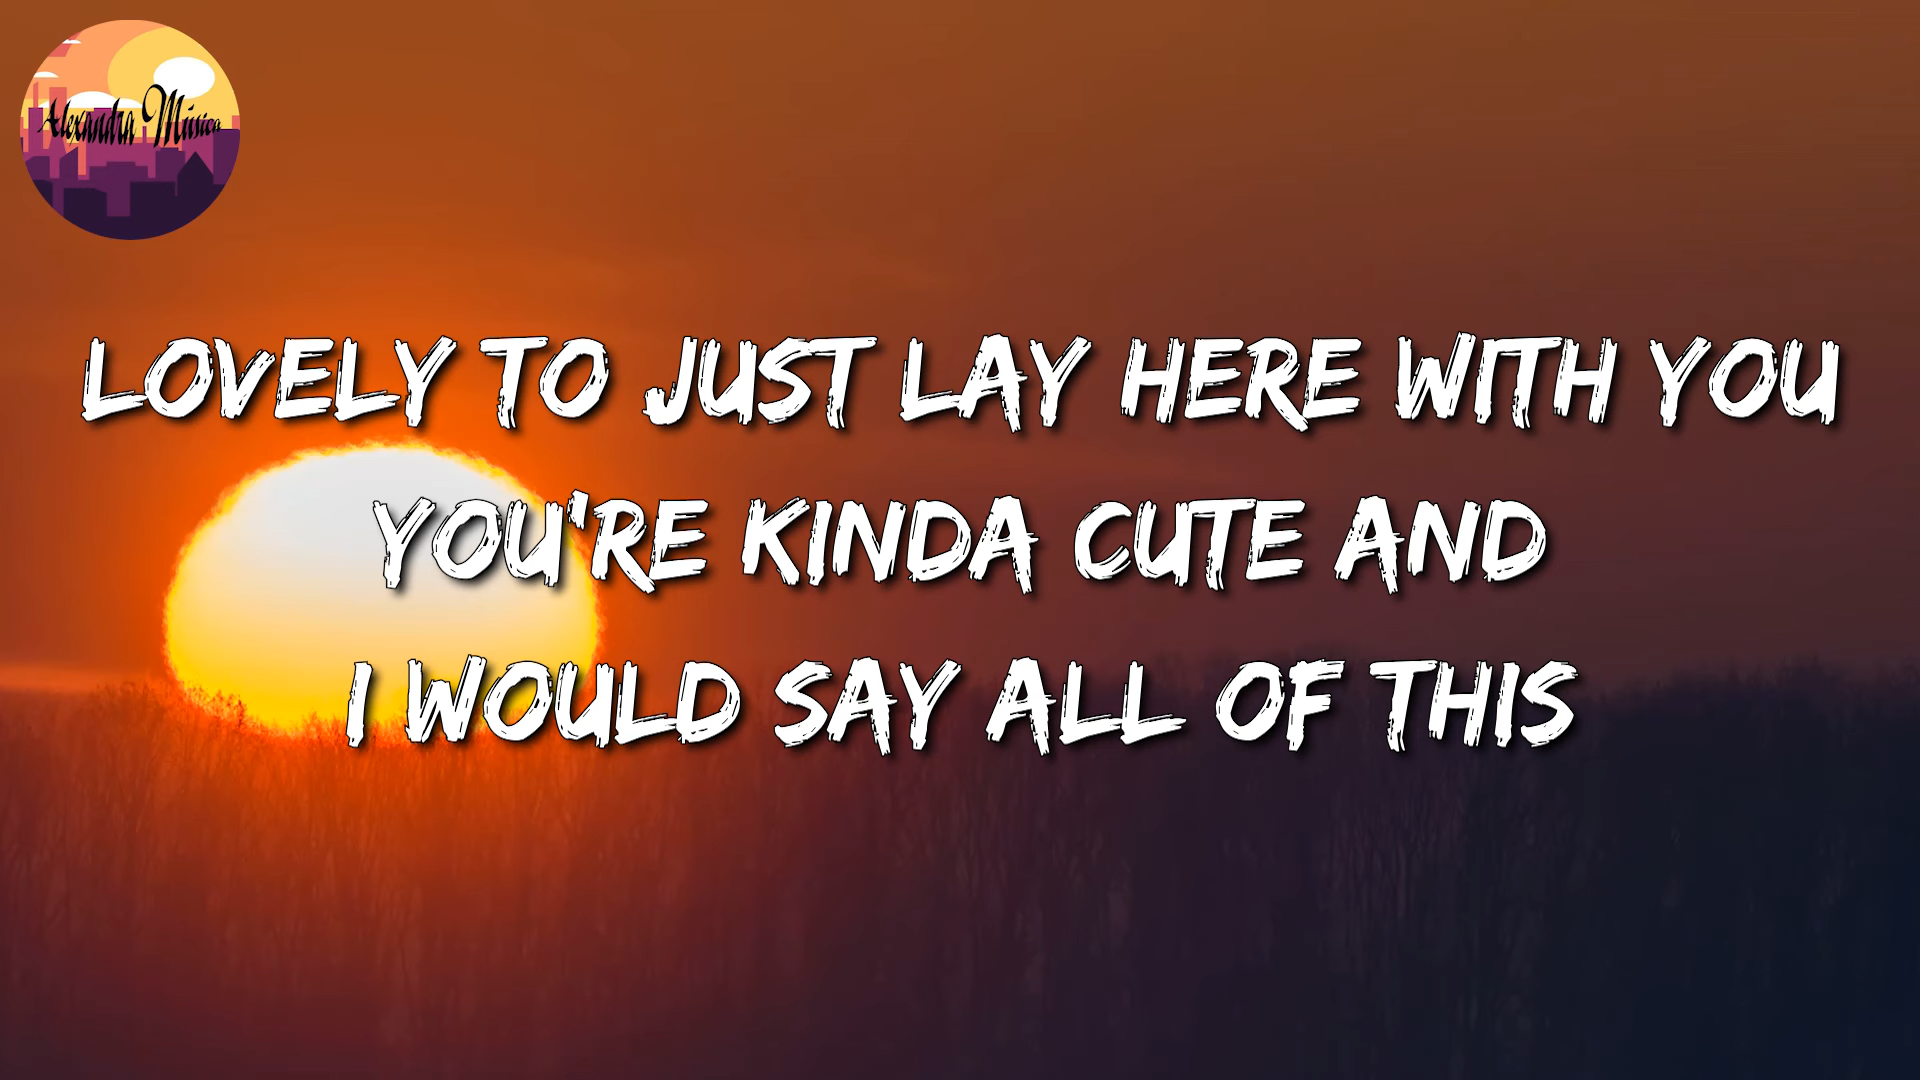 Alexandra Música
LOVELY TO JUST LAY HERE WITH YOU
YOU'RE KINDA CUTE AND
I WOULD SAY ALL OF THIS